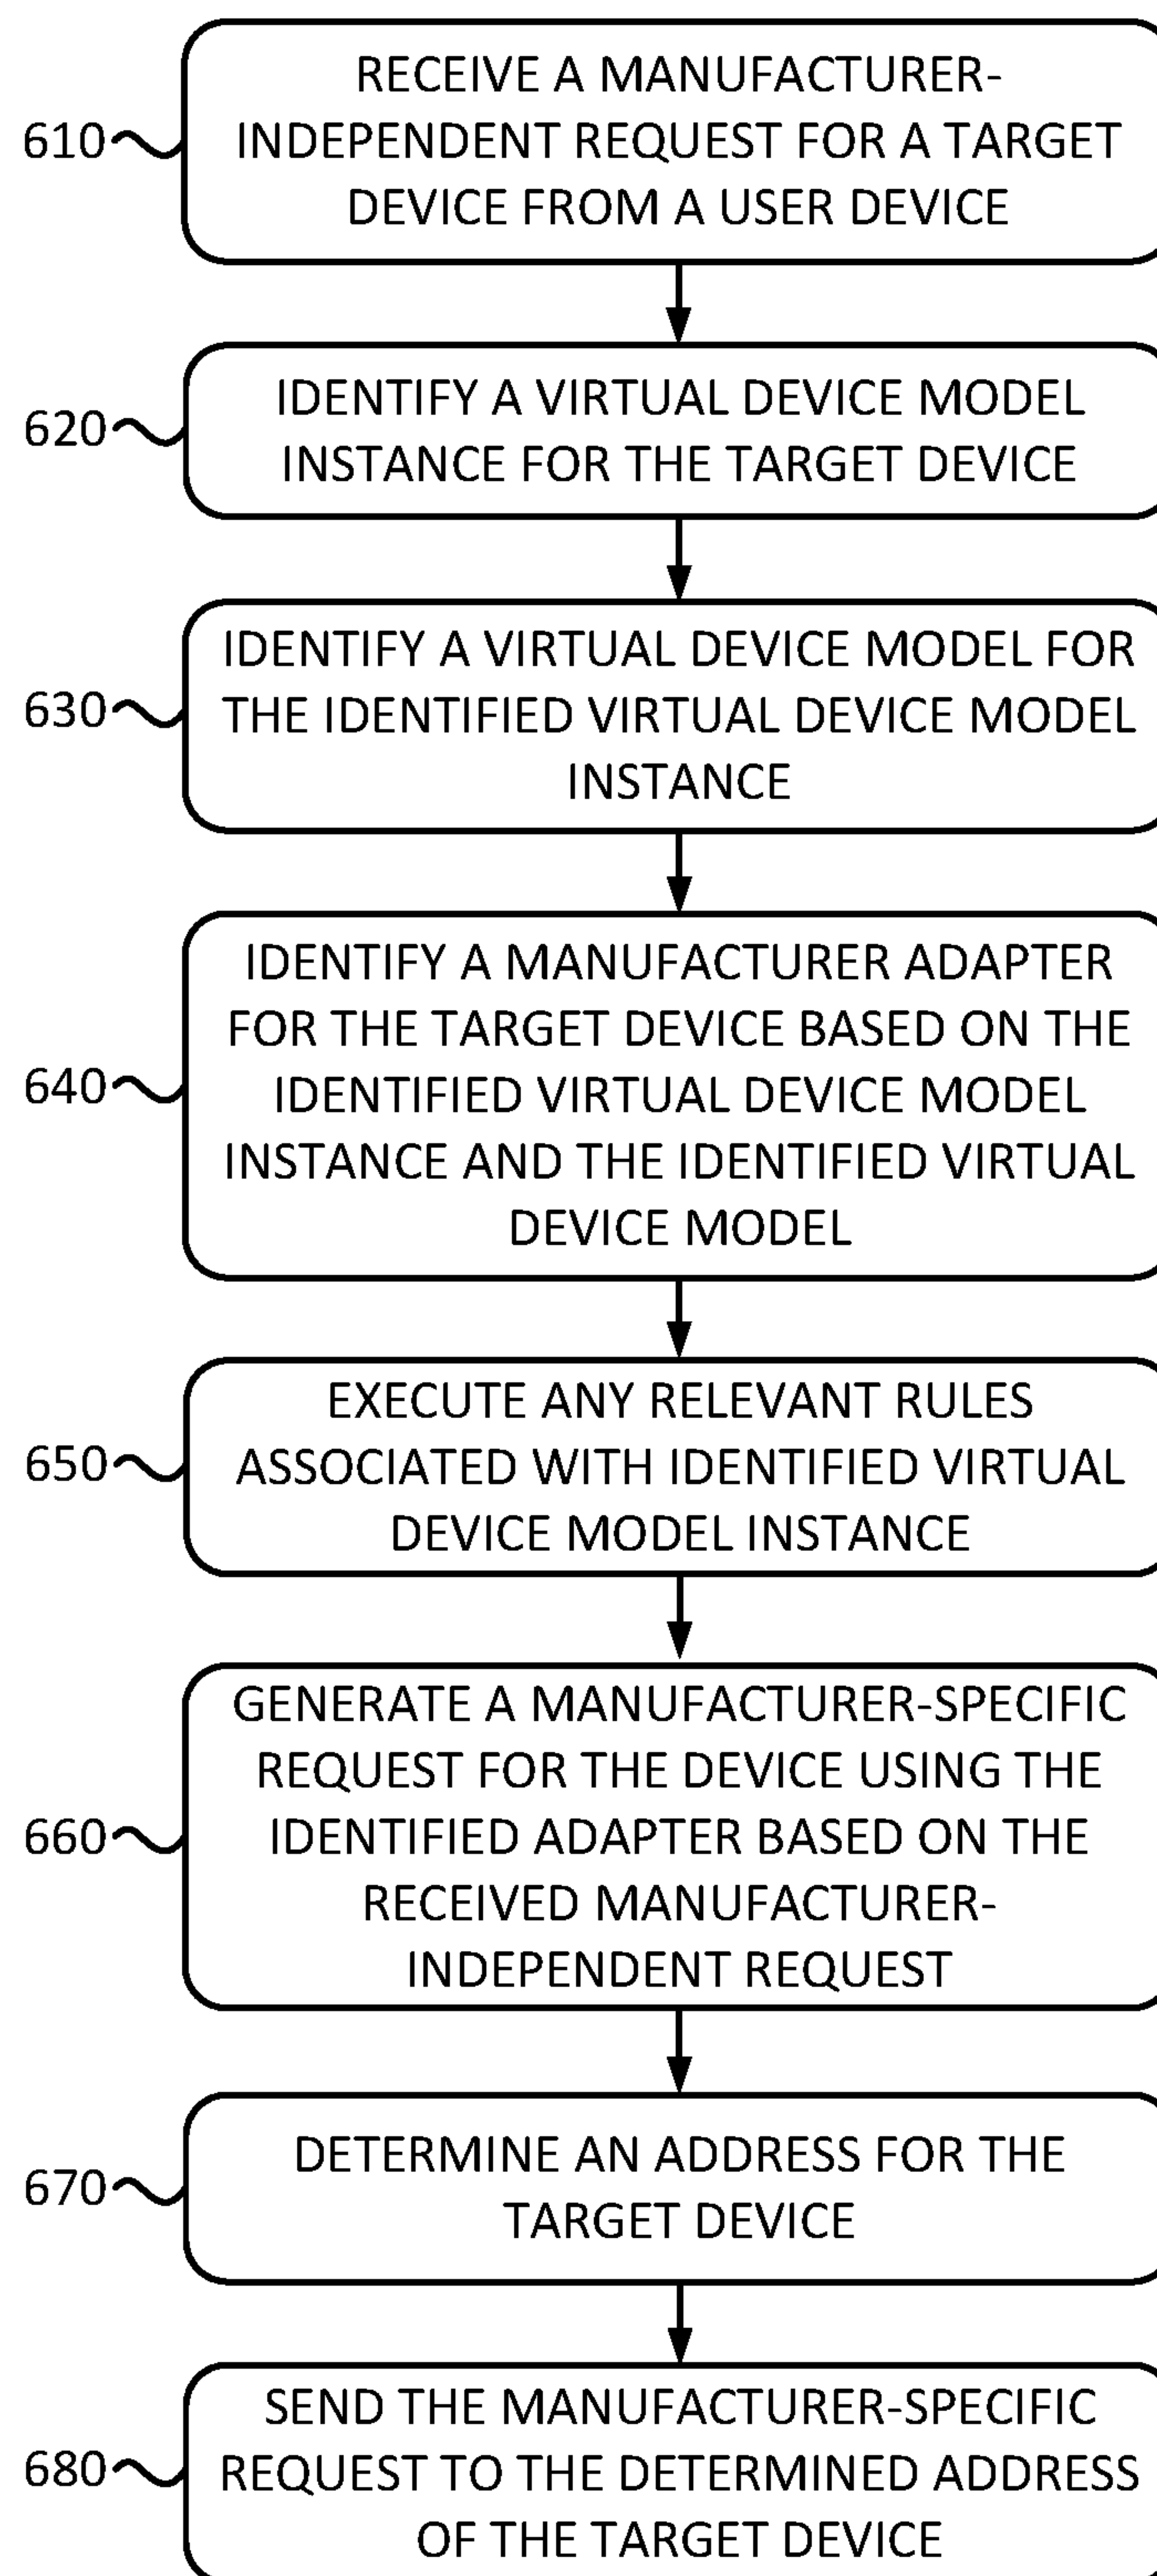 RECEIVE A MANUFACTURER-
610 INDEPENDENT REQUEST FOR A TARGET
DEVICE FROM A USER DEVICE
IDENTIFY A VIRTUAL DEVICE MODEL
620
INSTANCE FOR THE TARGET DEVICE
IDENTIFY A VIRTUAL DEVICE MODEL FOR
630 THE IDENTIFIED VIRTUAL DEVICE MODEL
INSTANCE
IDENTIFY A MANUFACTURER ADAPTER
FOR THE TARGET DEVICE BASED ON THE
640 IDENTIFIED VIRTUAL DEVICE MODEL
INSTANCE AND THE IDENTIFIED VIRTUAL
DEVICE MODEL
EXECUTE ANY RELEVANT RULES
650 ASSOCIATED WITH IDENTIFIED VIRTUAL
DEVICE MODEL INSTANCE
GENERATE A MANUFACTURER-SPECIFIC
REQUEST FOR THE DEVICE USING THE
660 IDENTIFIED ADAPTER BASED ON THE
RECEIVED MANUFACTURER-
INDEPENDENT REQUEST
DETERMINE AN ADDRESS FOR THE
670
TARGET DEVICE
SEND THE MANUFACTURER-SPECIFIC
680 REQUEST TO THE DETERMINED ADDRESS
OF THE TARGET DEVICE